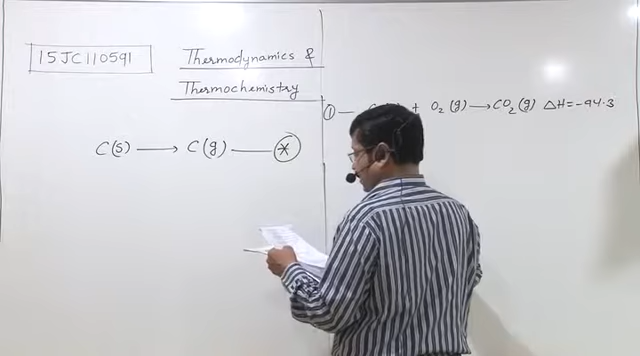 15JC110591
Thermodynamics &
Thermochemistry
C(s) ⟶ C(g) — *
① — + O₂(g) ⟶ CO₂(g) ΔH = -94.3